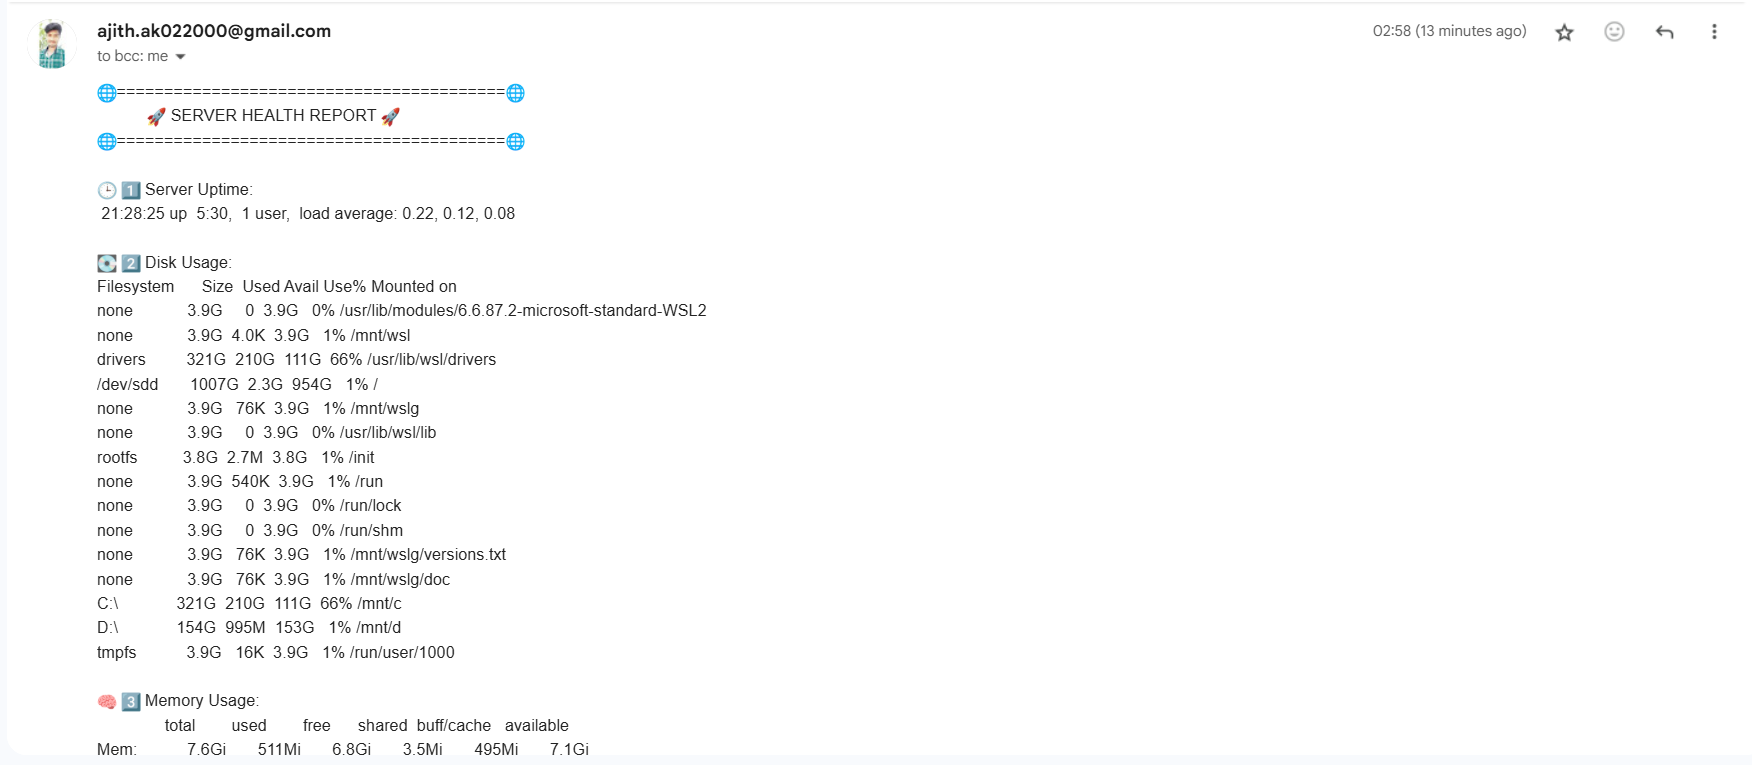 ajith.ak022000@gmail.com
02:58 (13 minutes ago)
to bcc: me
🌐=========================================🌐
🚀 SERVER HEALTH REPORT 🚀
🌐=========================================🌐
🕒 1️⃣ Server Uptime:
21:28:25 up  5:30,  1 user,  load average: 0.22, 0.12, 0.08
💽 2️⃣ Disk Usage:
Filesystem      Size  Used Avail Use% Mounted on
none            3.9G     0  3.9G   0% /usr/lib/modules/6.6.87.2-microsoft-standard-WSL2
none            3.9G  4.0K  3.9G   1% /mnt/wsl
drivers         321G  210G  111G  66% /usr/lib/wsl/drivers
/dev/sdd       1007G  2.3G  954G   1% /
none            3.9G   76K  3.9G   1% /mnt/wslg
none            3.9G     0  3.9G   0% /usr/lib/wsl/lib
rootfs          3.8G  2.7M  3.8G   1% /init
none            3.9G  540K  3.9G   1% /run
none            3.9G     0  3.9G   0% /run/lock
none            3.9G     0  3.9G   0% /run/shm
none            3.9G   76K  3.9G   1% /mnt/wslg/versions.txt
none            3.9G   76K  3.9G   1% /mnt/wslg/doc
C:\             321G  210G  111G  66% /mnt/c
D:\             154G  995M  153G   1% /mnt/d
tmpfs           3.9G   16K  3.9G   1% /run/user/1000
🧠 3️⃣ Memory Usage:
total        used        free      shared  buff/cache   available
Mem:           7.6Gi       511Mi       6.8Gi       3.5Mi       495Mi       7.1Gi